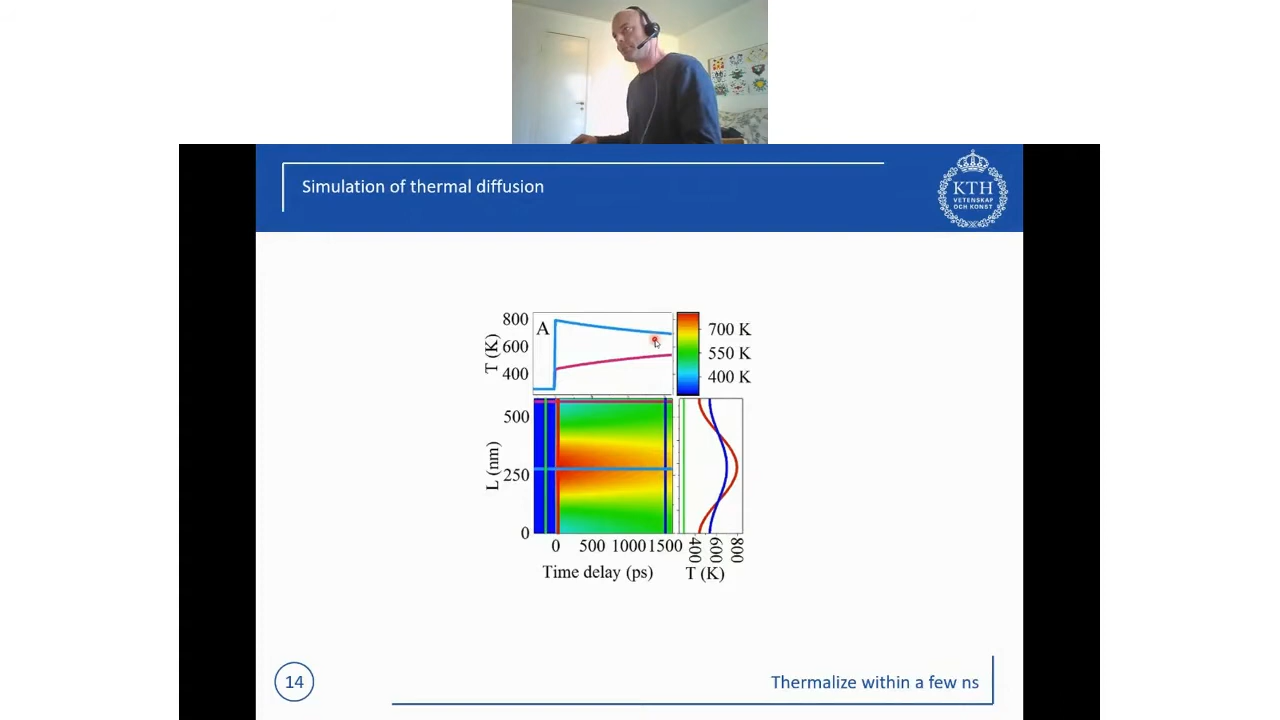 Simulation of thermal diffusion
KTH
VETENSKAP
OCH KONST
800
600
400
T (K)
A
700 K
550 K
400 K
500
250
0
L (nm)
0 500 1000 1500
Time delay (ps)
400 600 800
T (K)
14
Thermalize within a few ns